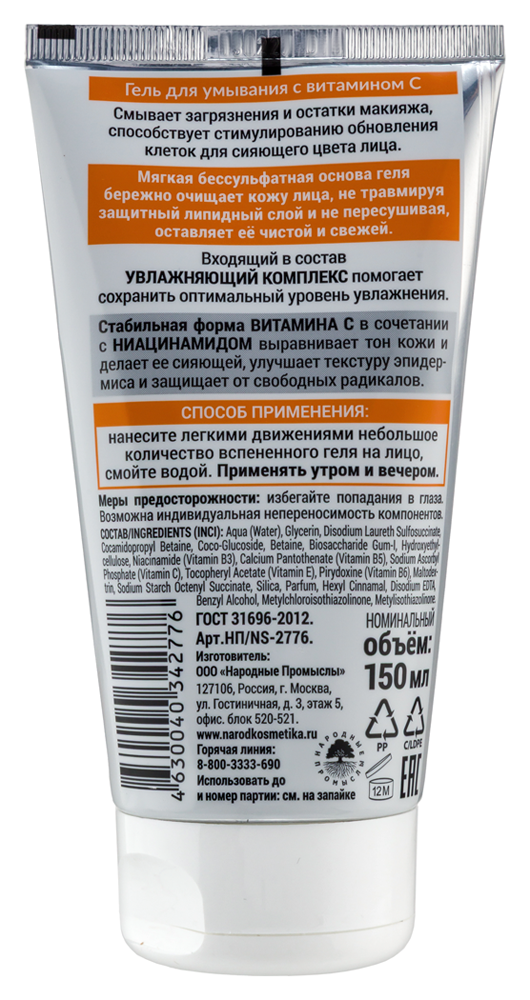 Гель для умывания с витамином С
Смывает загрязнения и остатки макияжа,
способствует стимулированию обновления
клеток для сияющего цвета лица.
Мягкая бессульфатная основа геля
бережно очищает кожу лица, не травмируя
защитный липидный слой и не пересушивая,
оставляет её чистой и свежей.
Входящий в состав
УВЛАЖНЯЮЩИЙ КОМПЛЕКС помогает
сохранить оптимальный уровень увлажнения.
Стабильная форма ВИТАМИНА С в сочетании
с НИАЦИНАМИДОМ выравнивает тон кожи и
делает ее сияющей, улучшает текстуру эпидер-
миса и защищает от свободных радикалов.
СПОСОБ ПРИМЕНЕНИЯ:
нанесите легкими движениями небольшое
количество вспененного геля на лицо,
смойте водой. Применять утром и вечером.
Меры предосторожности: избегайте попадания в глаза.
Возможна индивидуальная непереносимость компонентов.
СОСТАВ/INGREDIENTS (INCI): Aqua (Water), Glycerin, Disodium Laureth Sulfosuccinate,
Cocamidopropyl Betaine, Coco-Glucoside, Betaine, Biosaccharide Gum-I, Hydroxyethyl-
cellulose, Niacinamide (Vitamin B3), Calcium Pantothenate (Vitamin B5), Sodium Ascorbyl
Phosphate (Vitamin C), Tocopheryl Acetate (Vitamin E), Pirydoxine (Vitamin B6), Maltodex-
trin, Sodium Starch Octenyl Succinate, Silica, Parfum, Hexyl Cinnamal, Disodium EDTA,
Benzyl Alcohol, Metylchloroisothiazolinone, Metylisothiazolinone.
ГОСТ 31696-2012.
Арт.НП/NS-2776.
Изготовитель:
ООО «Народные Промыслы»
127106, Россия, г. Москва,
ул. Гостиничная, д. 3, этаж 5,
офис. блок 520-521.
www.narodkosmetika.ru
Горячая линия:
8-800-3333-690
Использовать до
и номер партии: см. на запайке
4630040342776
НОМИНАЛЬНЫЙ
объём:
150 мл
PP
C/LDPE
НАРОДНЫЕ
ПРОМЫСЛЫ
12М
EAC